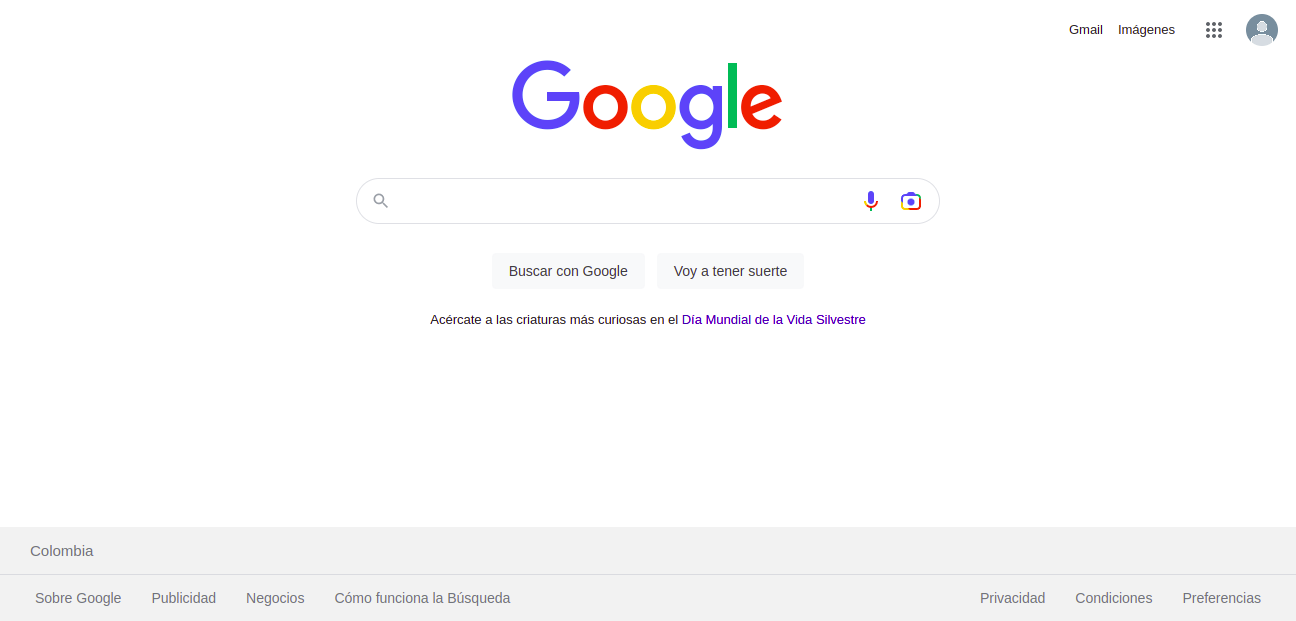 Gmail Imágenes
Google
Buscar con Google Voy a tener suerte
Acércate a las criaturas más curiosas en el Día Mundial de la Vida Silvestre
Colombia
Sobre Google Publicidad Negocios Cómo funciona la Búsqueda Privacidad Condiciones Preferencias